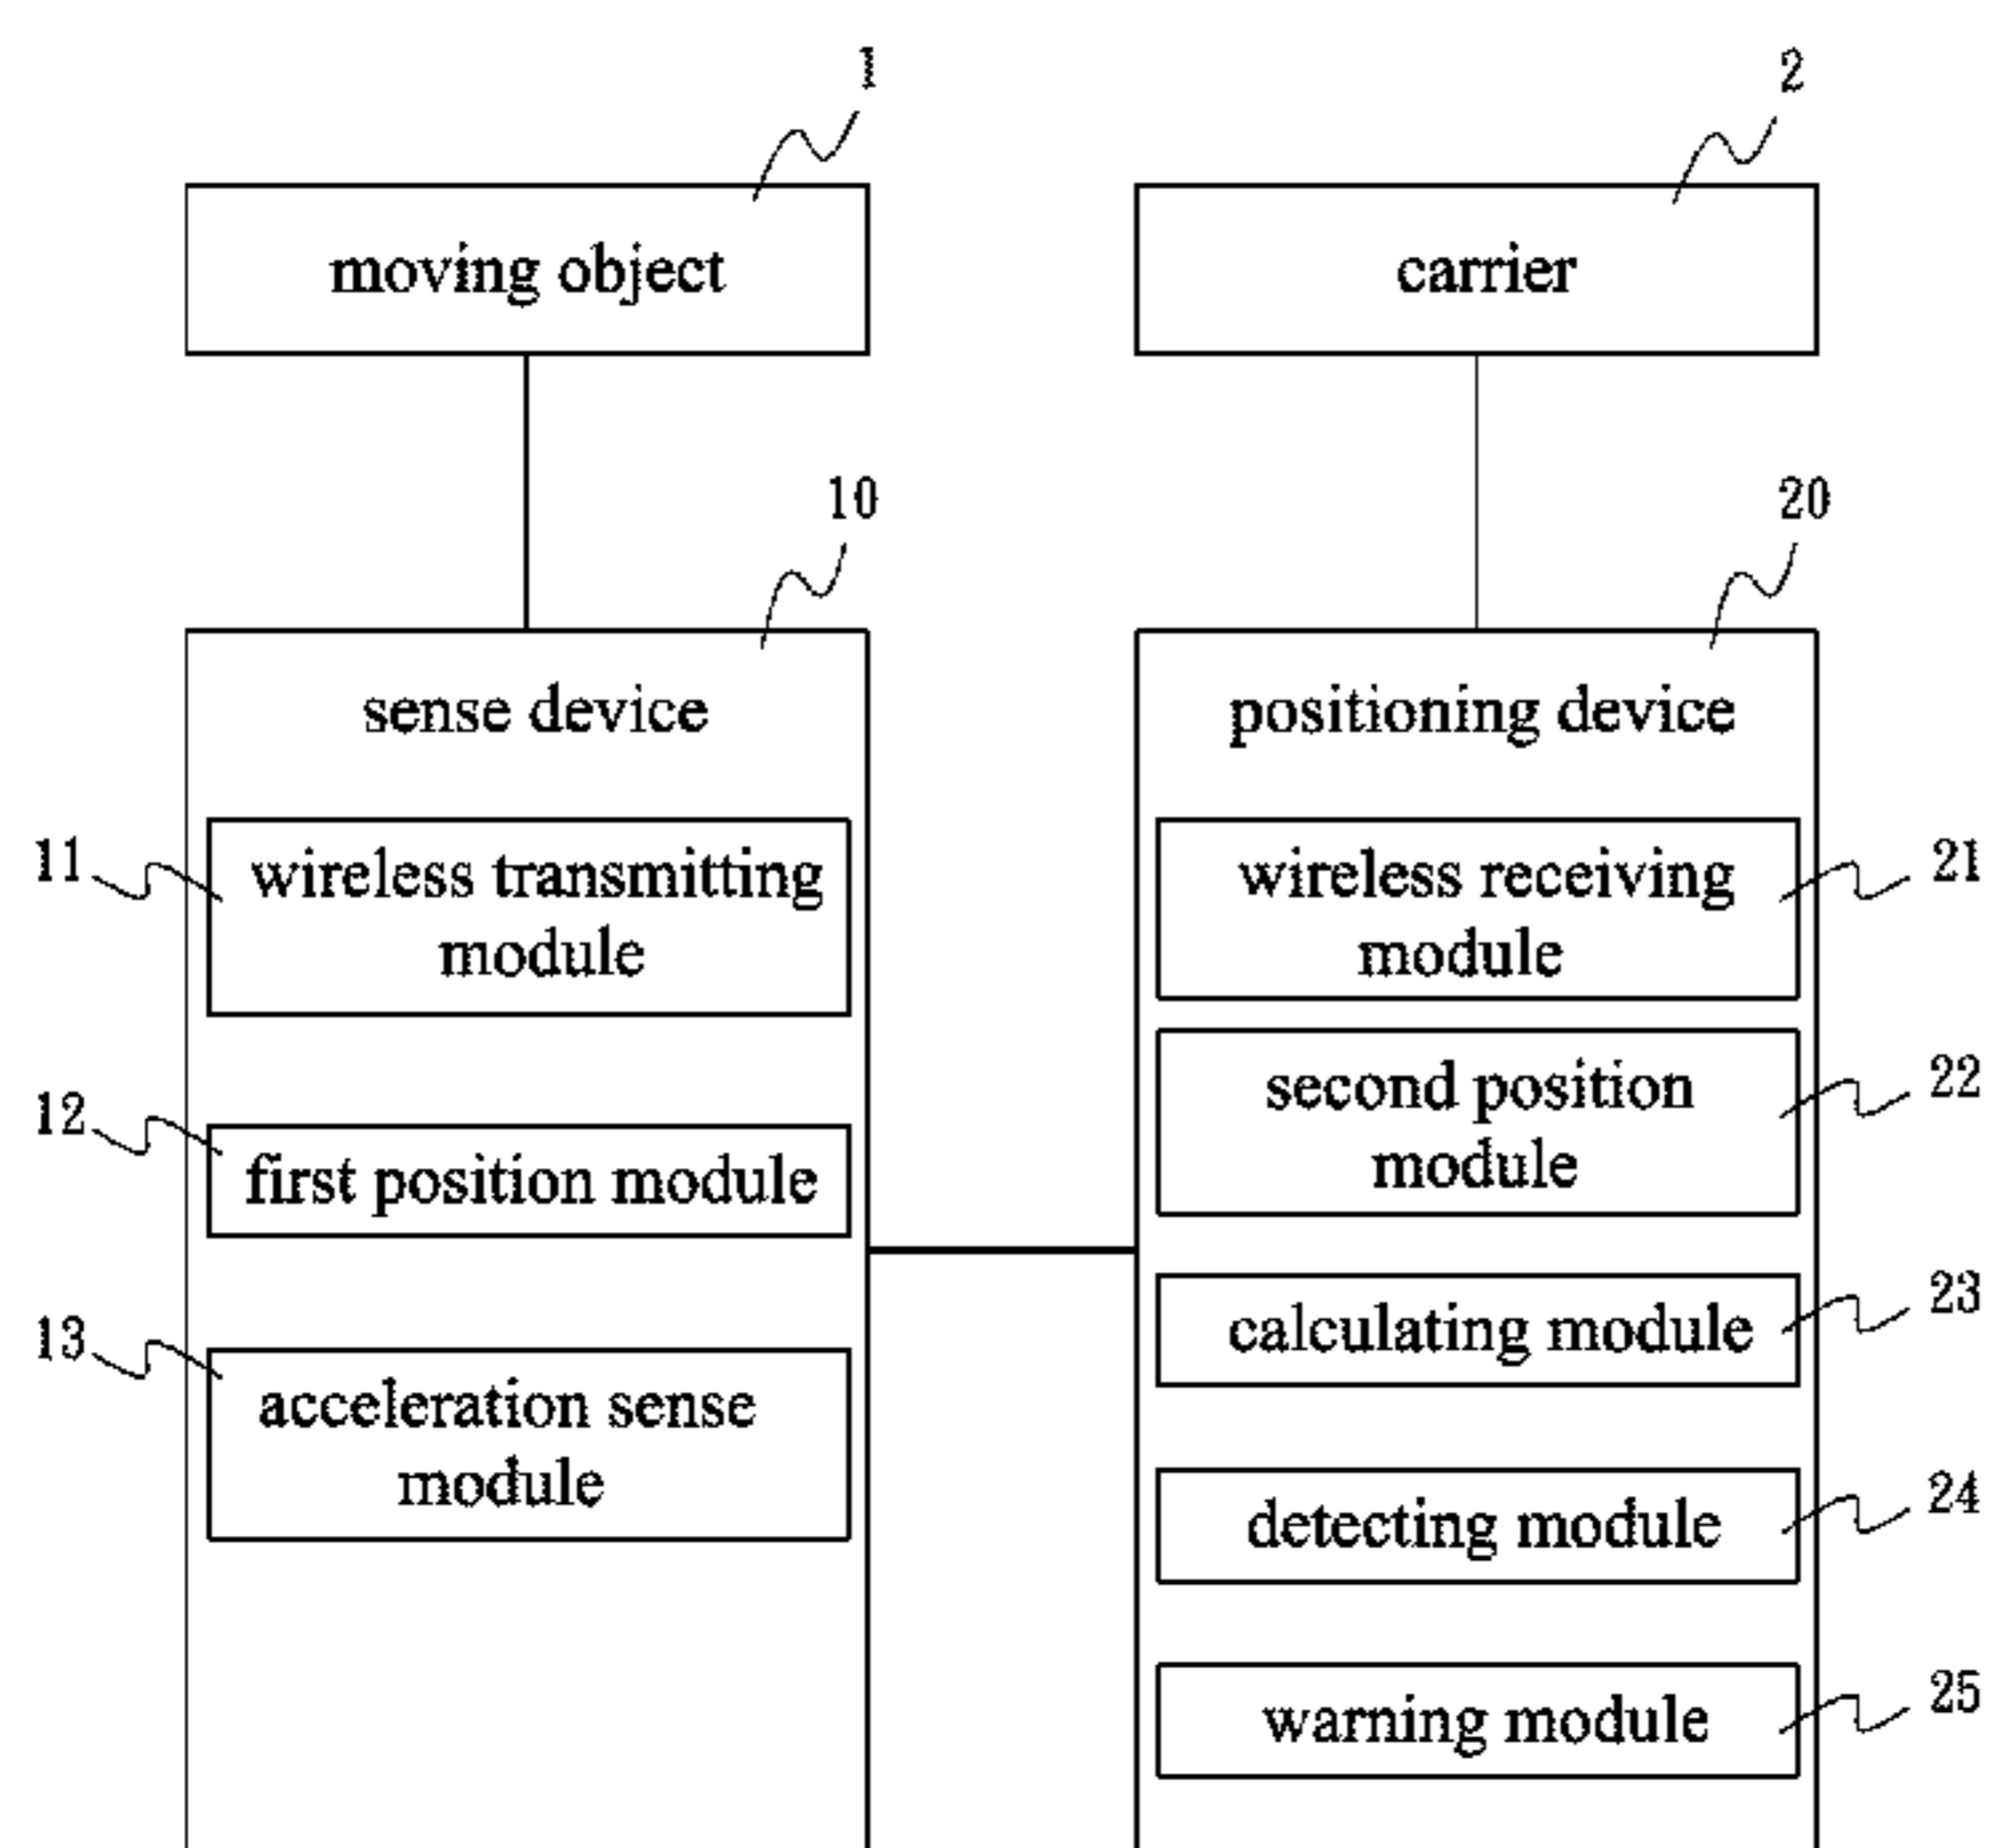 1
2
moving object
carrier
10
20
sense device
positioning device
11
wireless transmitting
module
wireless receiving
module
21
second position
module
22
12
first position module
calculating module
23
13
acceleration sense
module
detecting module
24
warning module
25